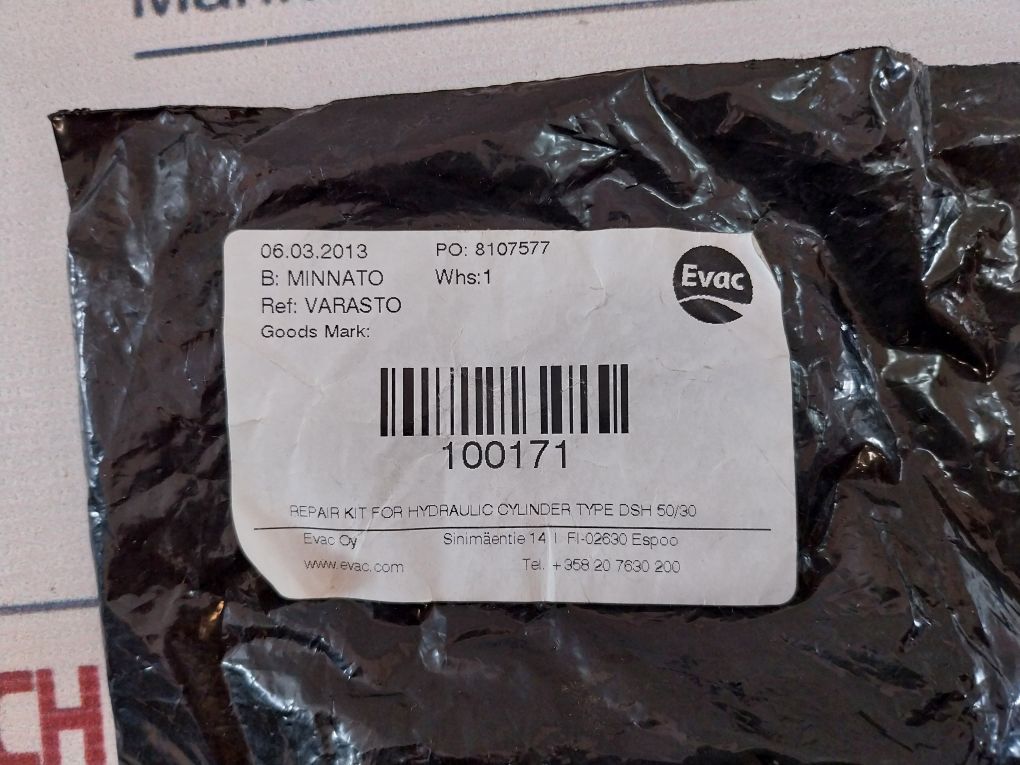 06.03.2013 PO: 8107577
B: MINNATO Whs:1
Ref: VARASTO
Goods Mark:
Evac
100171
REPAIR KIT FOR HYDRAULIC CYLINDER TYPE DSH 50/30
Evac Oy Sinimäentie 14 | FI-02630 Espoo
www.evac.com Tel. +358 20 7630 200
CH